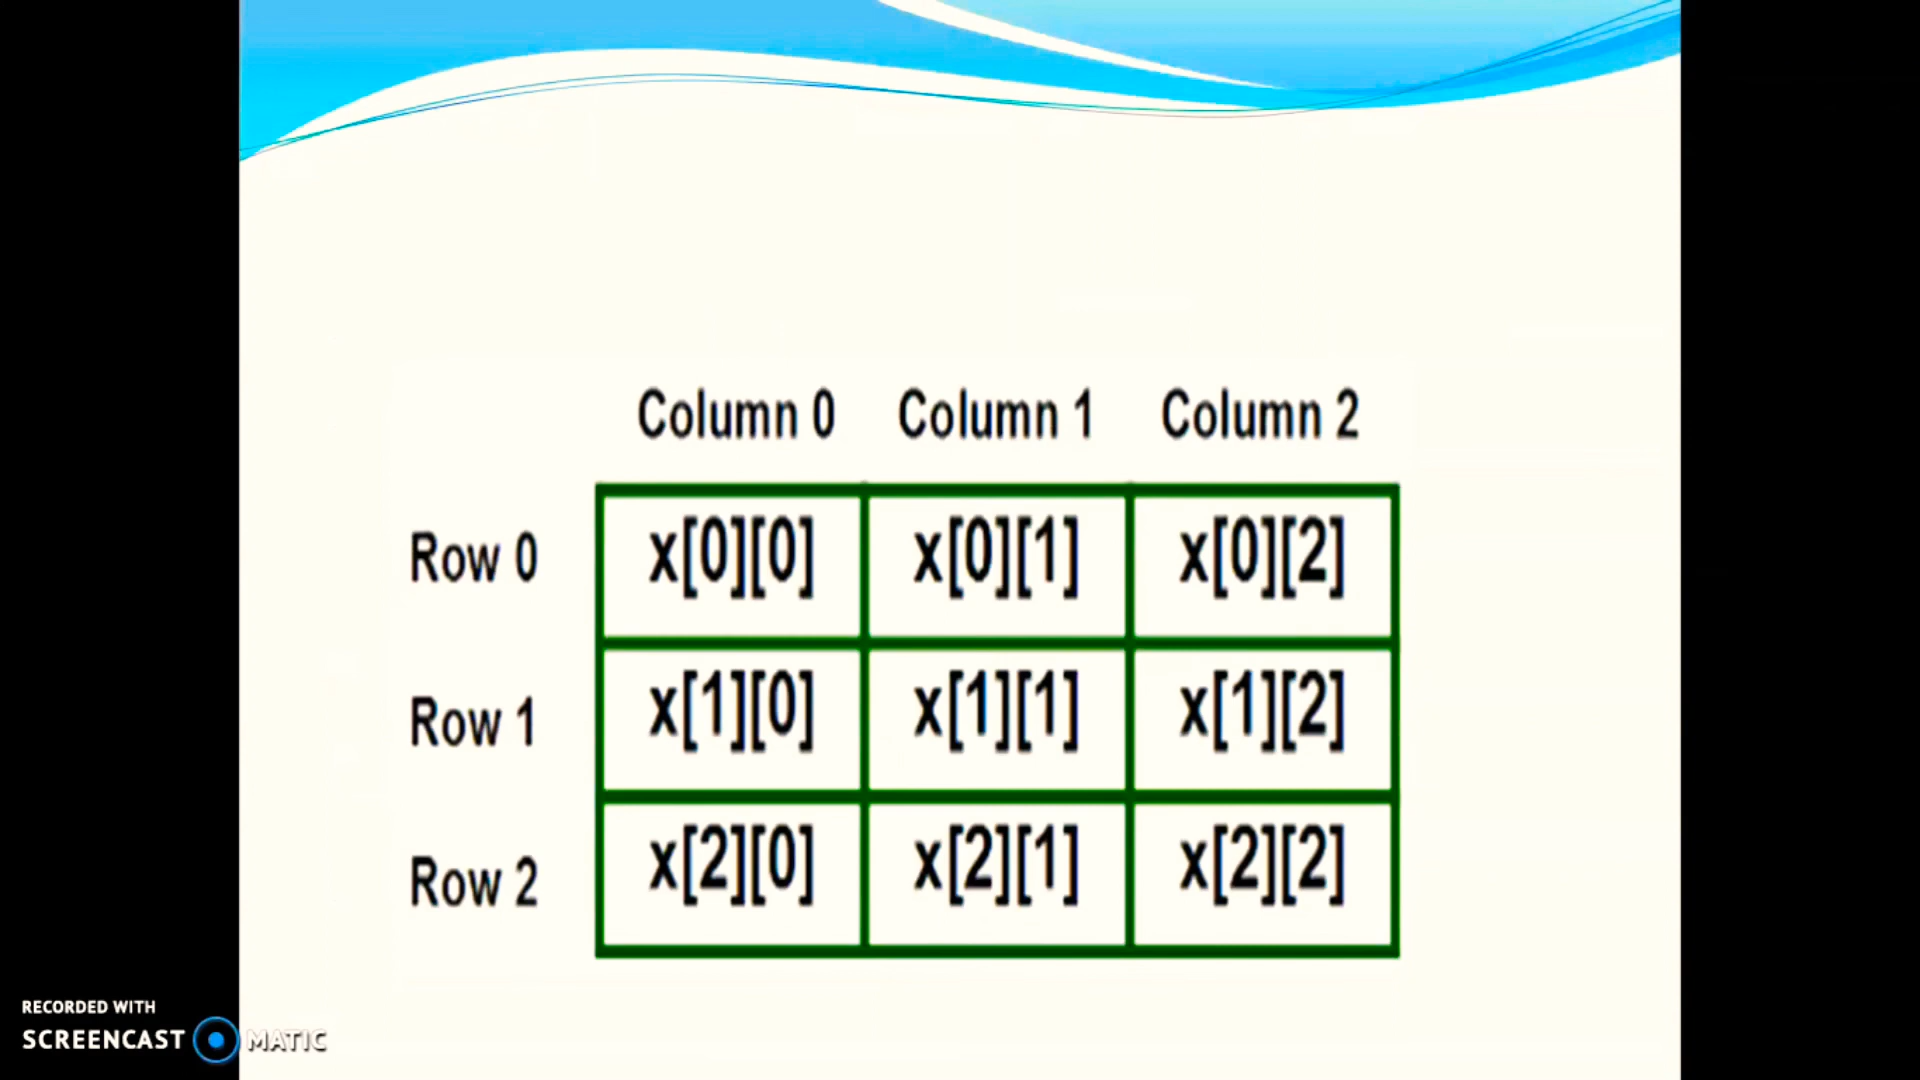 Column 0 Column 1 Column 2
Row 0 x[0][0] x[0][1] x[0][2]
Row 1 x[1][0] x[1][1] x[1][2]
Row 2 x[2][0] x[2][1] x[2][2]
RECORDED WITH
SCREENCAST MATIC